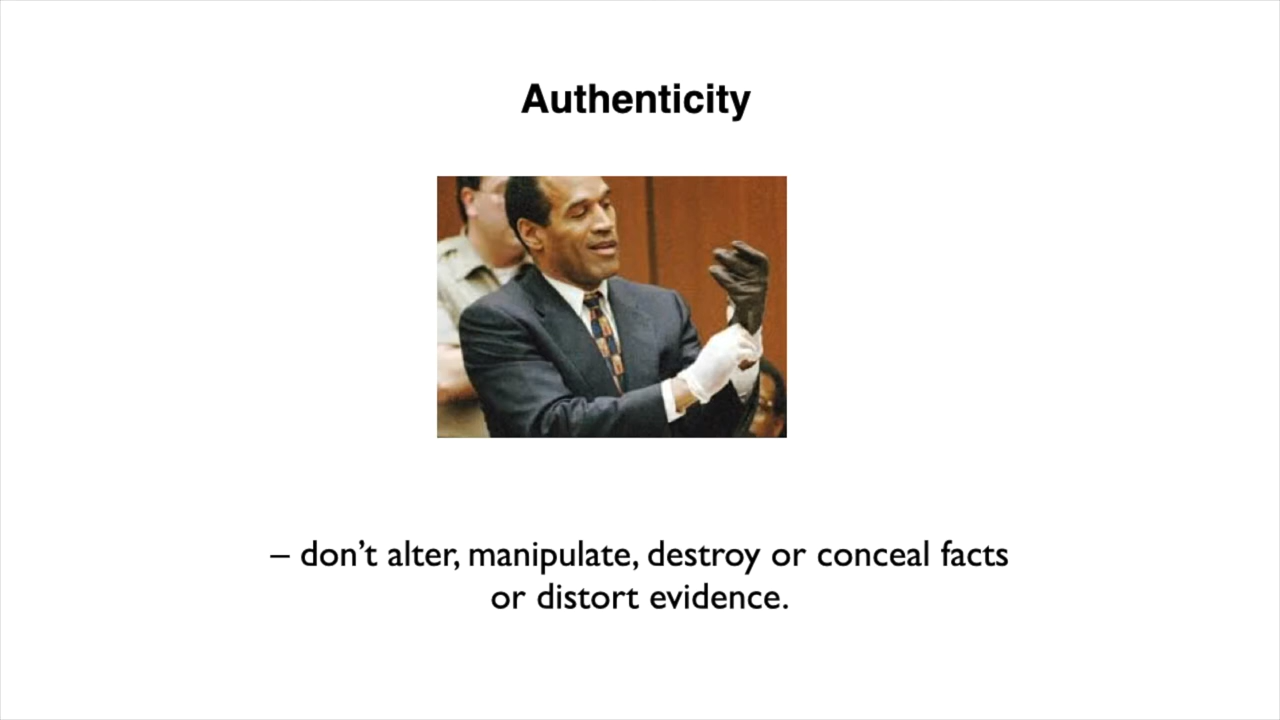 Authenticity
– don’t alter, manipulate, destroy or conceal facts
or distort evidence.